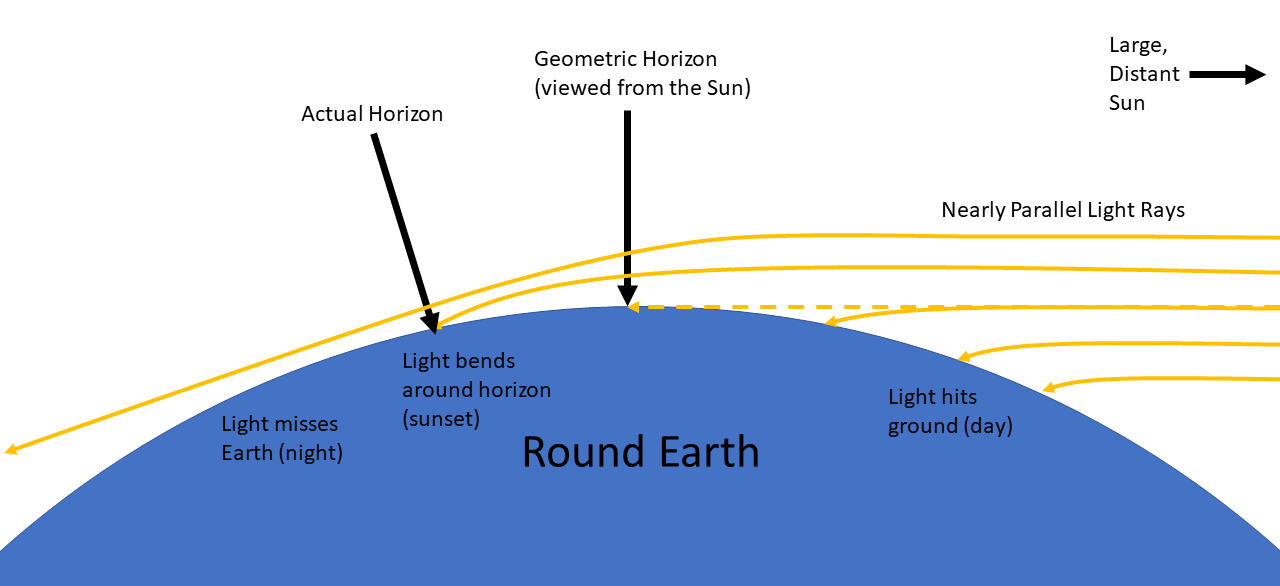 Large,
Distant
Sun
Geometric Horizon
(viewed from the Sun)
Actual Horizon
Nearly Parallel Light Rays
Light bends
around horizon
(sunset)
Light misses
Earth (night)
Light hits
ground (day)
Round Earth